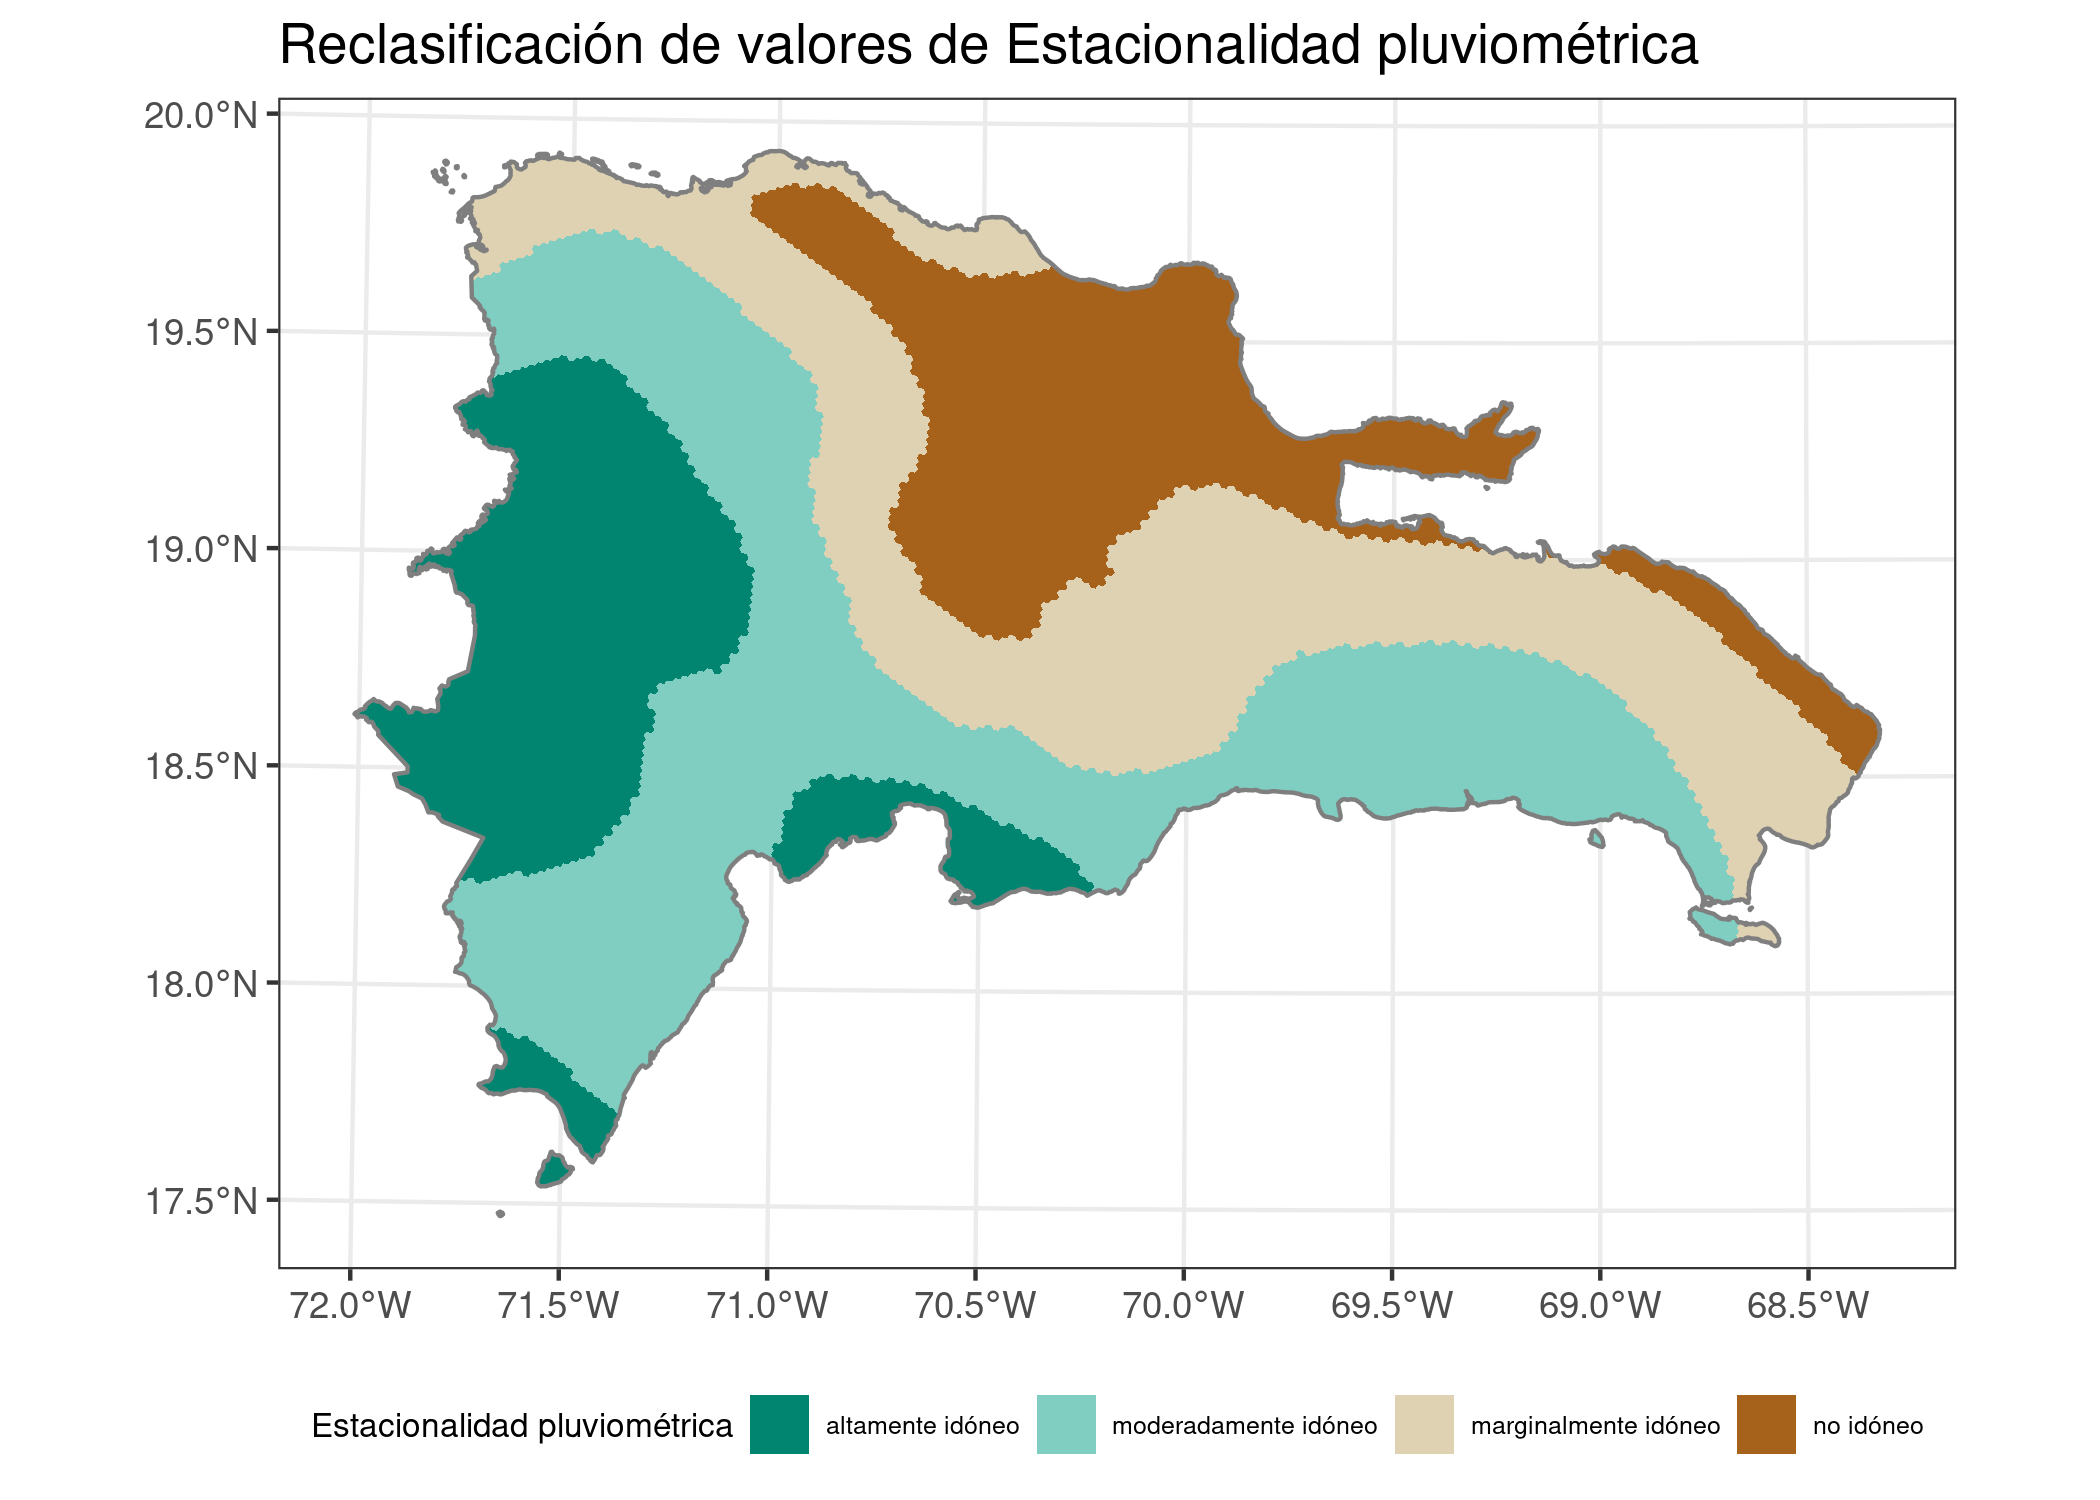 Reclasificación de valores de Estacionalidad pluviométrica
20.0°N
19.5°N
19.0°N
18.5°N
18.0°N
17.5°N
72.0°W 71.5°W 71.0°W 70.5°W 70.0°W 69.5°W 69.0°W 68.5°W
Estacionalidad pluviométrica altamente idóneo moderadamente idóneo marginalmente idóneo no idóneo